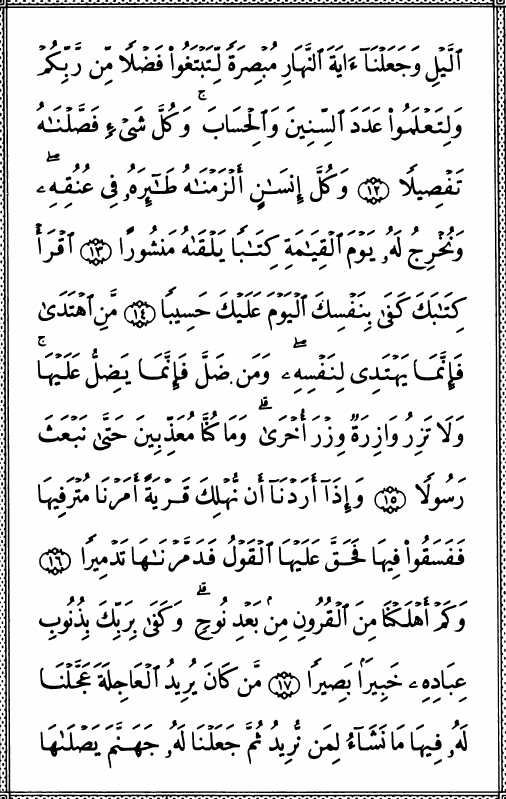 ٱلَّيْلِ وَجَعَلْنَآ ءَايَةَ ٱلنَّهَارِ مُبْصِرَةً لِّتَبْتَغُوا۟ فَضْلًا مِّن رَّبِّكُمْ
وَلِتَعْلَمُوا۟ عَدَدَ ٱلسِّنِينَ وَٱلْحِسَابَ ۚ وَكُلَّ شَىْءٍ فَصَّلْنَٰهُ
تَفْصِيلًا ﴿١٢﴾ وَكُلَّ إِنسَٰنٍ أَلْزَمْنَٰهُ طَٰٓئِرَهُۥ فِى عُنُقِهِۦ ۖ
وَنُخْرِجُ لَهُۥ يَوْمَ ٱلْقِيَٰمَةِ كِتَٰبًا يَلْقَىٰهُ مَنشُورًا ﴿١٣﴾ ٱقْرَأْ
كِتَٰبَكَ كَفَىٰ بِنَفْسِكَ ٱلْيَوْمَ عَلَيْكَ حَسِيبًا ﴿١٤﴾ مَّنِ ٱهْتَدَىٰ
فَإِنَّمَا يَهْتَدِى لِنَفْسِهِۦ ۖ وَمَن ضَلَّ فَإِنَّمَا يَضِلُّ عَلَيْهَا ۚ
وَلَا تَزِرُ وَازِرَةٌ وِزْرَ أُخْرَىٰ ۗ وَمَا كُنَّا مُعَذِّبِينَ حَتَّىٰ نَبْعَثَ
رَسُولًا ﴿١٥﴾ وَإِذَآ أَرَدْنَآ أَن نُّهْلِكَ قَرْيَةً أَمَرْنَا مُتْرَفِيهَا
فَفَسَقُوا۟ فِيهَا فَحَقَّ عَلَيْهَا ٱلْقَوْلُ فَدَمَّرْنَٰهَا تَدْمِيرًا ﴿١٦﴾
وَكَمْ أَهْلَكْنَا مِنَ ٱلْقُرُونِ مِنۢ بَعْدِ نُوحٍ ۗ وَكَفَىٰ بِرَبِّكَ بِذُنُوبِ
عِبَادِهِۦ خَبِيرًۢا بَصِيرًا ﴿١٧﴾ مَّن كَانَ يُرِيدُ ٱلْعَاجِلَةَ عَجَّلْنَا
لَهُۥ فِيهَا مَا نَشَآءُ لِمَن نُّرِيدُ ثُمَّ جَعَلْنَا لَهُۥ جَهَنَّمَ يَصْلَىٰهَا